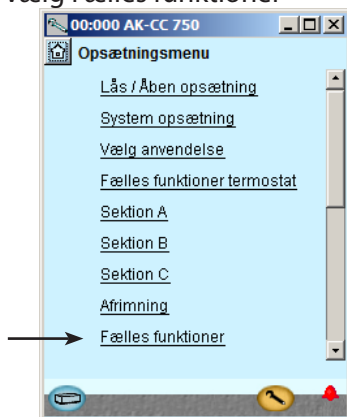 Vælg Fælles funktioner
00:000 AK-CC 750
Opsætningsmenu
Lås / Åben opsætning
System opsætning
Vælg anvendelse
Fælles funktioner termostat
Sektion A
Sektion B
Sektion C
Afrimning
Fælles funktioner